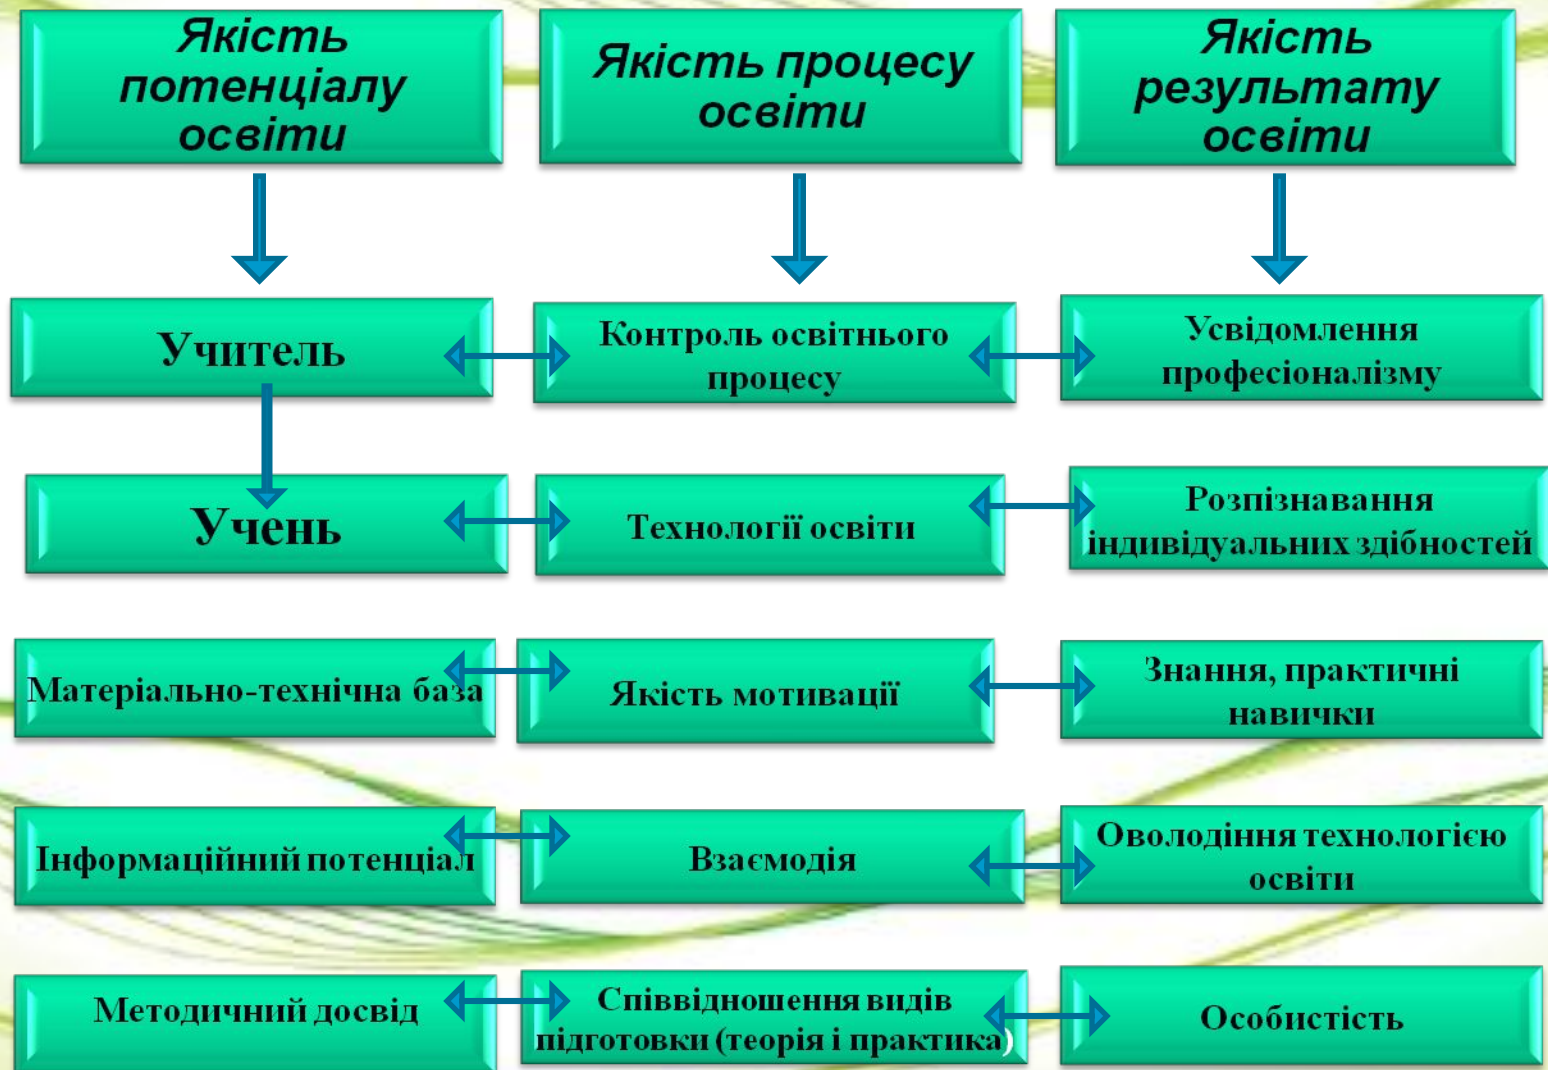 Якість
потенціалу
освіти
Якість процесу
освіти
Якість
результату
освіти
Учитель
Контроль освітнього
процесу
Усвідомлення
професіоналізму
Учень
Технології освіти
Розпізнавання
індивідуальних здібностей
Матеріально-технічна база
Якість мотивації
Знання, практичні
навички
Інформаційний потенціал
Взаємодія
Оволодіння технологією
освіти
Методичний досвід
Співвідношення видів
підготовки (теорія і практика)
Особистість